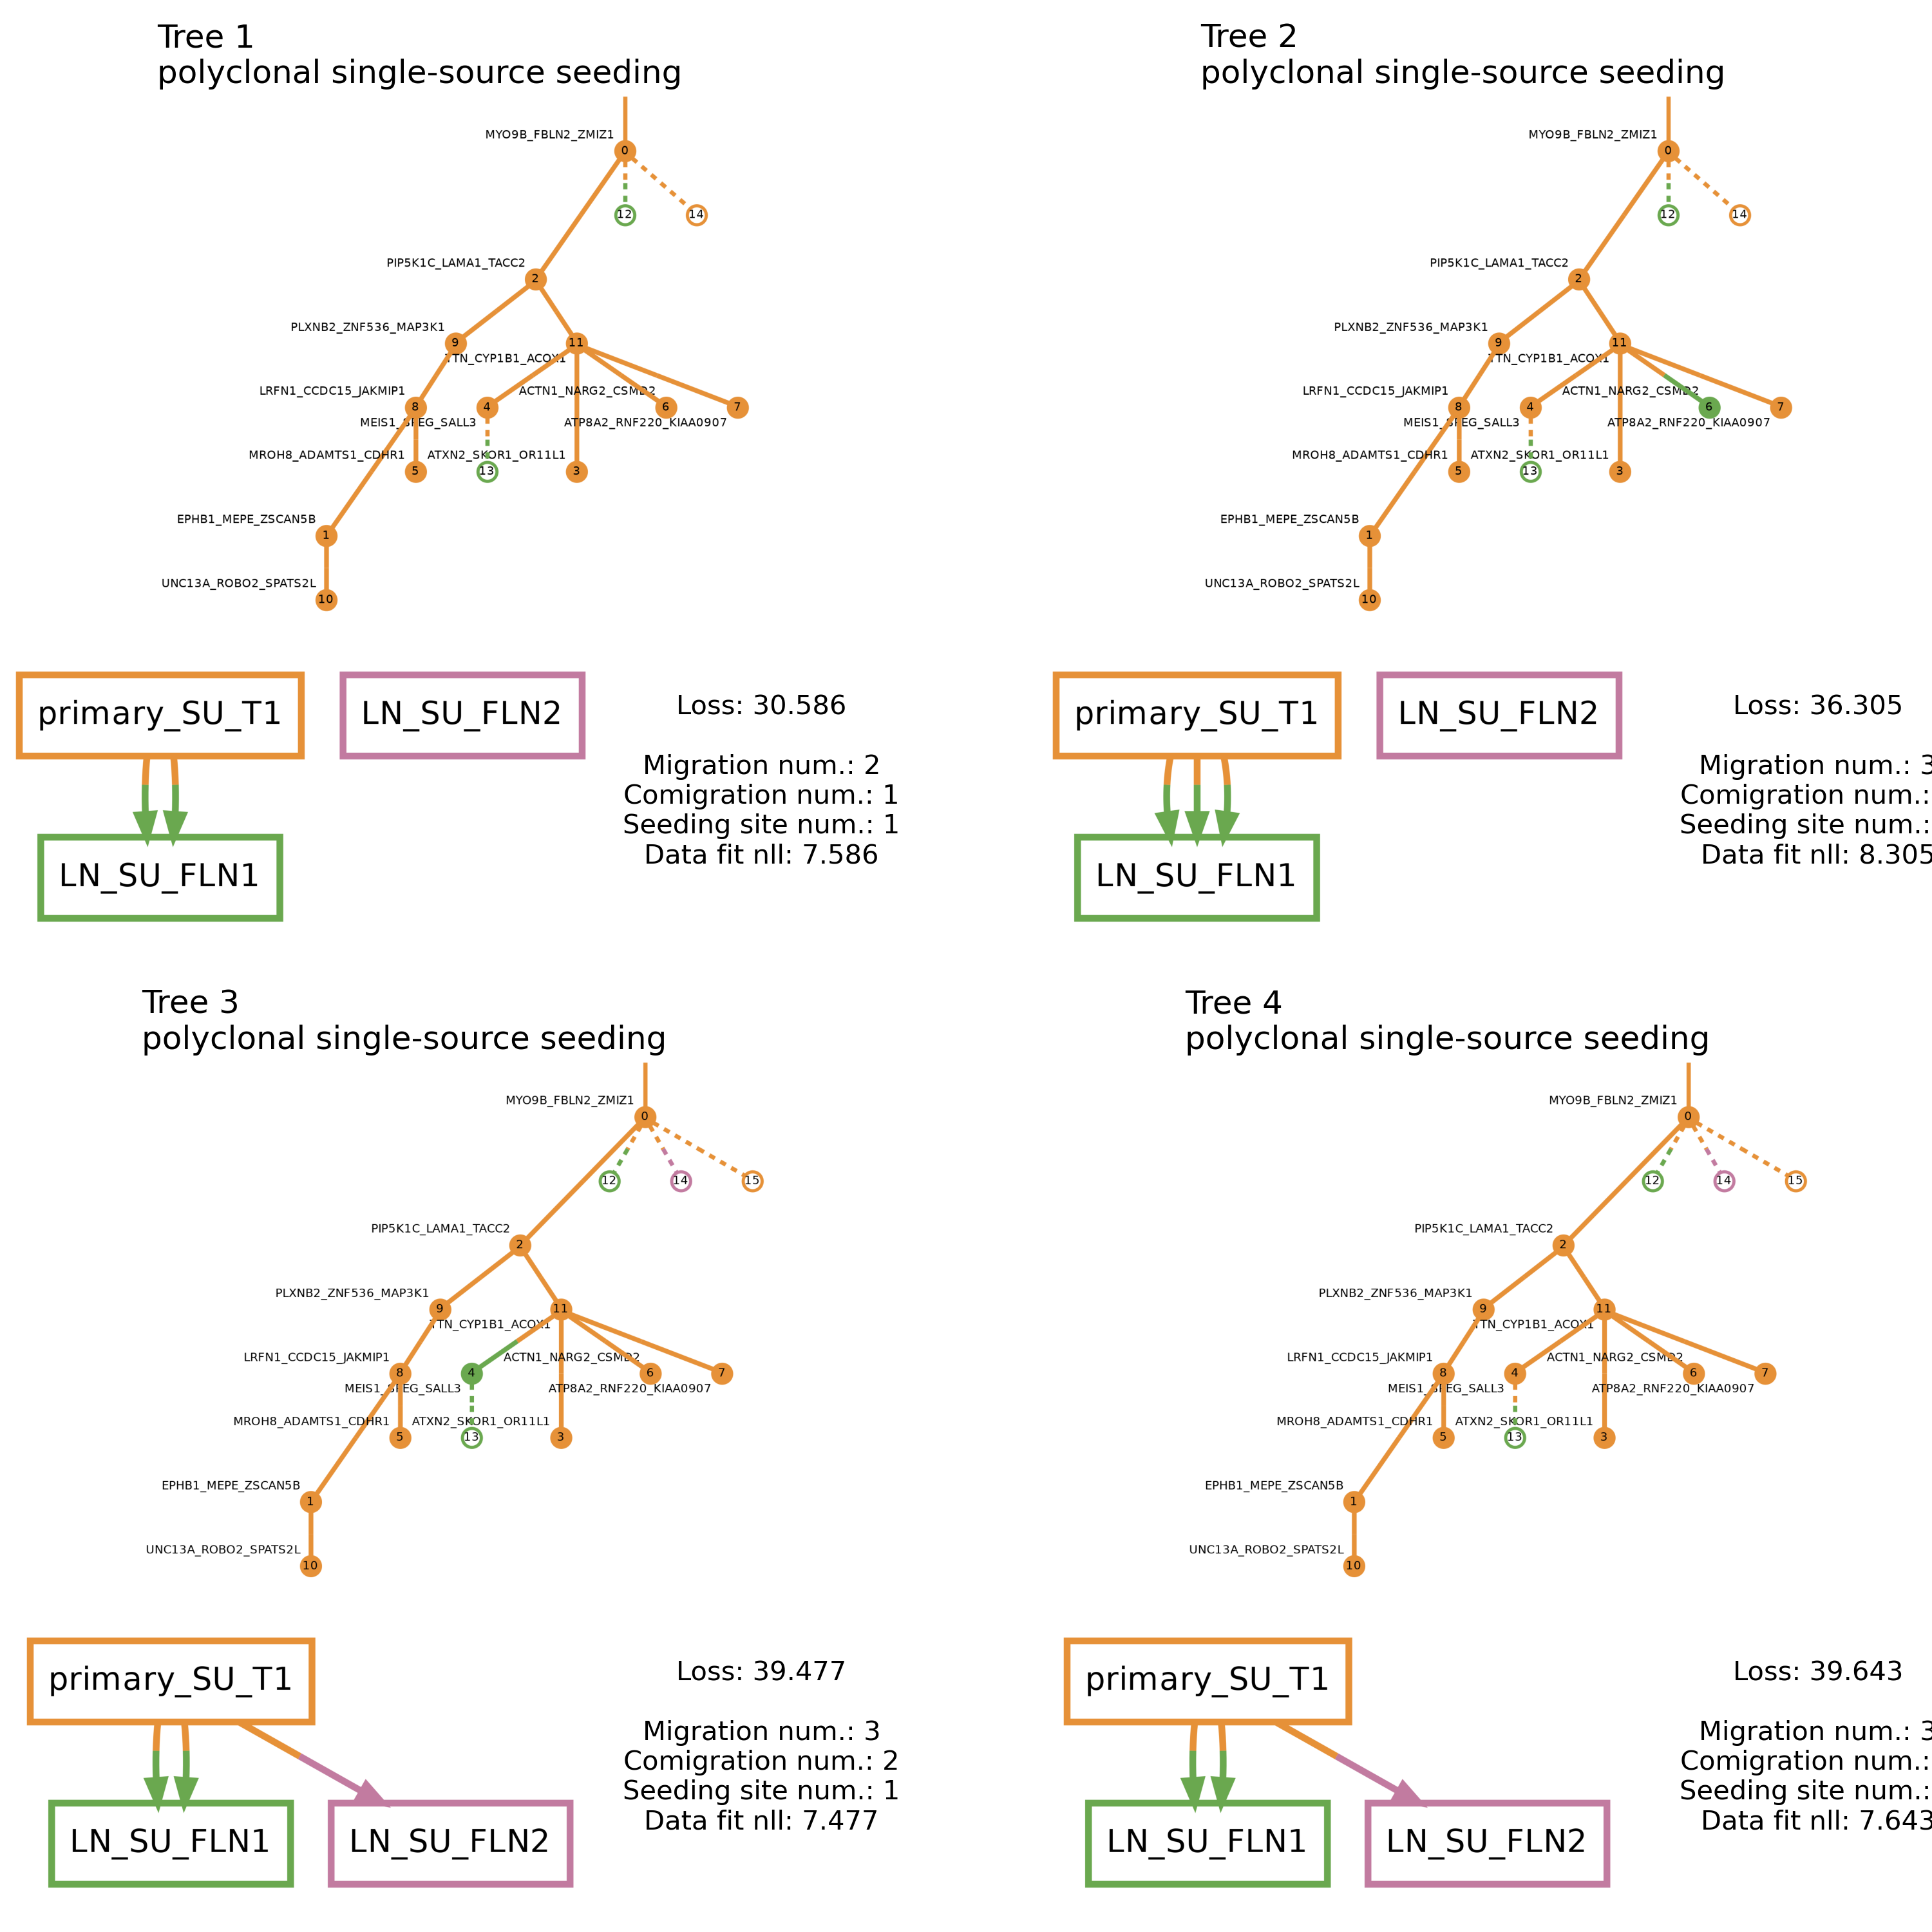 Tree 1
polyclonal single-source seeding
MYO9B_FBLN2_ZMIZ1
0
12
14
PIP5K1C_LAMA1_TACC2
2
PLXNB2_ZNF536_MAP3K1
9
11
TTN_CYP1B1_ACOX1
LRFN1_CCDC15_JAKMIP1
8
4
ACTN1_NARG2_CSMD2
6
7
MEIS1_SPEG_SALL3
ATP8A2_RNF220_KIAA0907
MROH8_ADAMTS1_CDHR1
5
ATXN2_SKOR1_OR11L1
13
3
EPHB1_MEPE_ZSCAN5B
1
UNC13A_ROBO2_SPATS2L
10
primary_SU_T1
LN_SU_FLN2
LN_SU_FLN1
Loss: 30.586
Migration num.: 2
Comigration num.: 1
Seeding site num.: 1
Data fit nll: 7.586
Tree 2
polyclonal single-source seeding
MYO9B_FBLN2_ZMIZ1
0
12
14
PIP5K1C_LAMA1_TACC2
2
PLXNB2_ZNF536_MAP3K1
9
11
TTN_CYP1B1_ACOX1
LRFN1_CCDC15_JAKMIP1
8
4
ACTN1_NARG2_CSMD2
6
7
MEIS1_SPEG_SALL3
ATP8A2_RNF220_KIAA0907
MROH8_ADAMTS1_CDHR1
5
ATXN2_SKOR1_OR11L1
13
3
EPHB1_MEPE_ZSCAN5B
1
UNC13A_ROBO2_SPATS2L
10
primary_SU_T1
LN_SU_FLN2
LN_SU_FLN1
Loss: 36.305
Migration num.: 3
Comigration num.:
Seeding site num.:
Data fit nll: 8.305
Tree 3
polyclonal single-source seeding
MYO9B_FBLN2_ZMIZ1
0
12
14
15
PIP5K1C_LAMA1_TACC2
2
PLXNB2_ZNF536_MAP3K1
9
11
TTN_CYP1B1_ACOX1
LRFN1_CCDC15_JAKMIP1
8
4
ACTN1_NARG2_CSMD2
6
7
MEIS1_SPEG_SALL3
ATP8A2_RNF220_KIAA0907
MROH8_ADAMTS1_CDHR1
5
ATXN2_SKOR1_OR11L1
13
3
EPHB1_MEPE_ZSCAN5B
1
UNC13A_ROBO2_SPATS2L
10
primary_SU_T1
LN_SU_FLN1
LN_SU_FLN2
Loss: 39.477
Migration num.: 3
Comigration num.: 2
Seeding site num.: 1
Data fit nll: 7.477
Tree 4
polyclonal single-source seeding
MYO9B_FBLN2_ZMIZ1
0
12
14
15
PIP5K1C_LAMA1_TACC2
2
PLXNB2_ZNF536_MAP3K1
9
11
TTN_CYP1B1_ACOX1
LRFN1_CCDC15_JAKMIP1
8
4
ACTN1_NARG2_CSMD2
6
7
MEIS1_SPEG_SALL3
ATP8A2_RNF220_KIAA0907
MROH8_ADAMTS1_CDHR1
5
ATXN2_SKOR1_OR11L1
13
3
EPHB1_MEPE_ZSCAN5B
1
UNC13A_ROBO2_SPATS2L
10
primary_SU_T1
LN_SU_FLN1
LN_SU_FLN2
Loss: 39.643
Migration num.: 3
Comigration num.:
Seeding site num.:
Data fit nll: 7.643